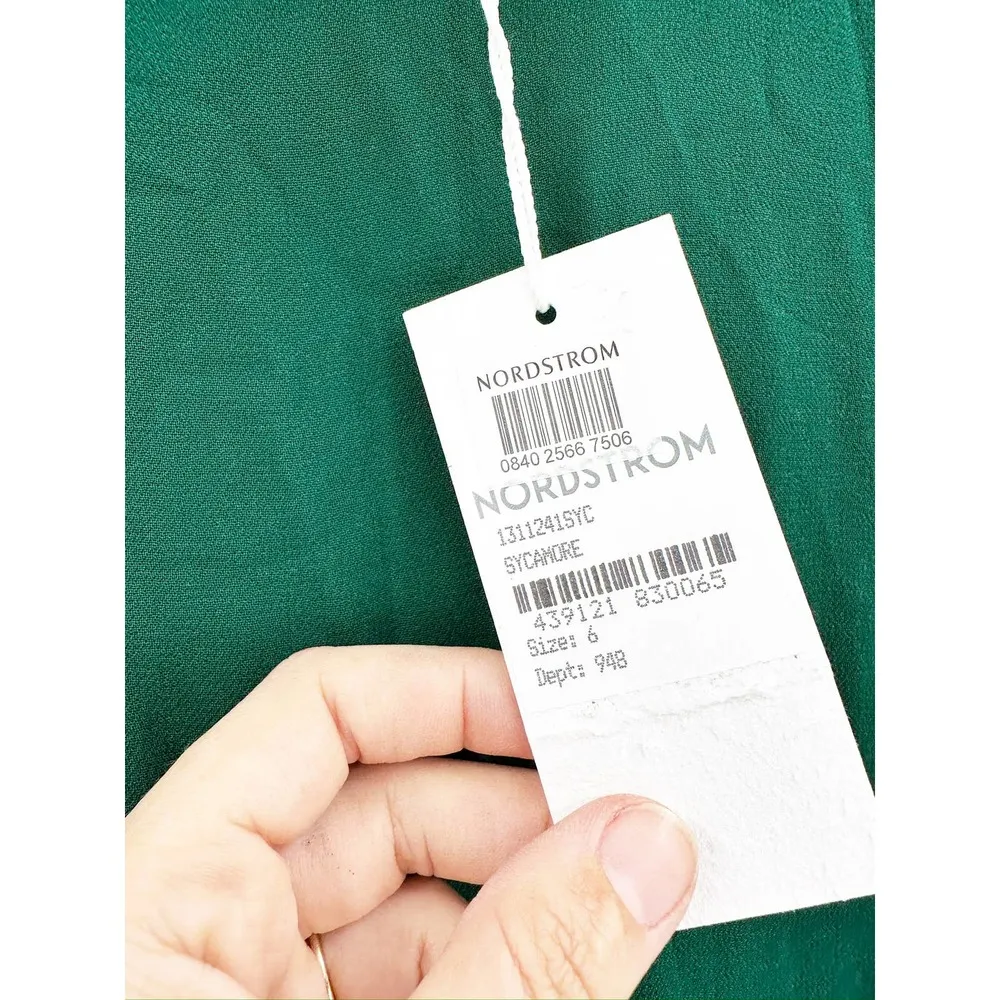 NORDSTROM
0840 2566 7506
NORDSTROM
1311241SYC
SYCAMORE
439121 830065
Size: 6
Dept: 948